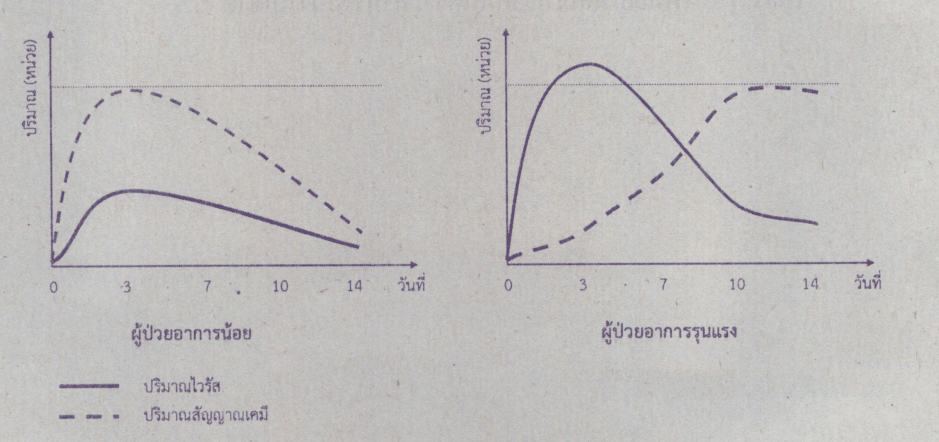 ปริมาณ (หน่วย)
0 3 7 10 14 วันที่
ผู้ป่วยอาการน้อย
ปริมาณ (หน่วย)
0 3 7 10 14 วันที่
ผู้ป่วยอาการรุนแรง
ปริมาณไวรัส
ปริมาณสัญญาณเคมี